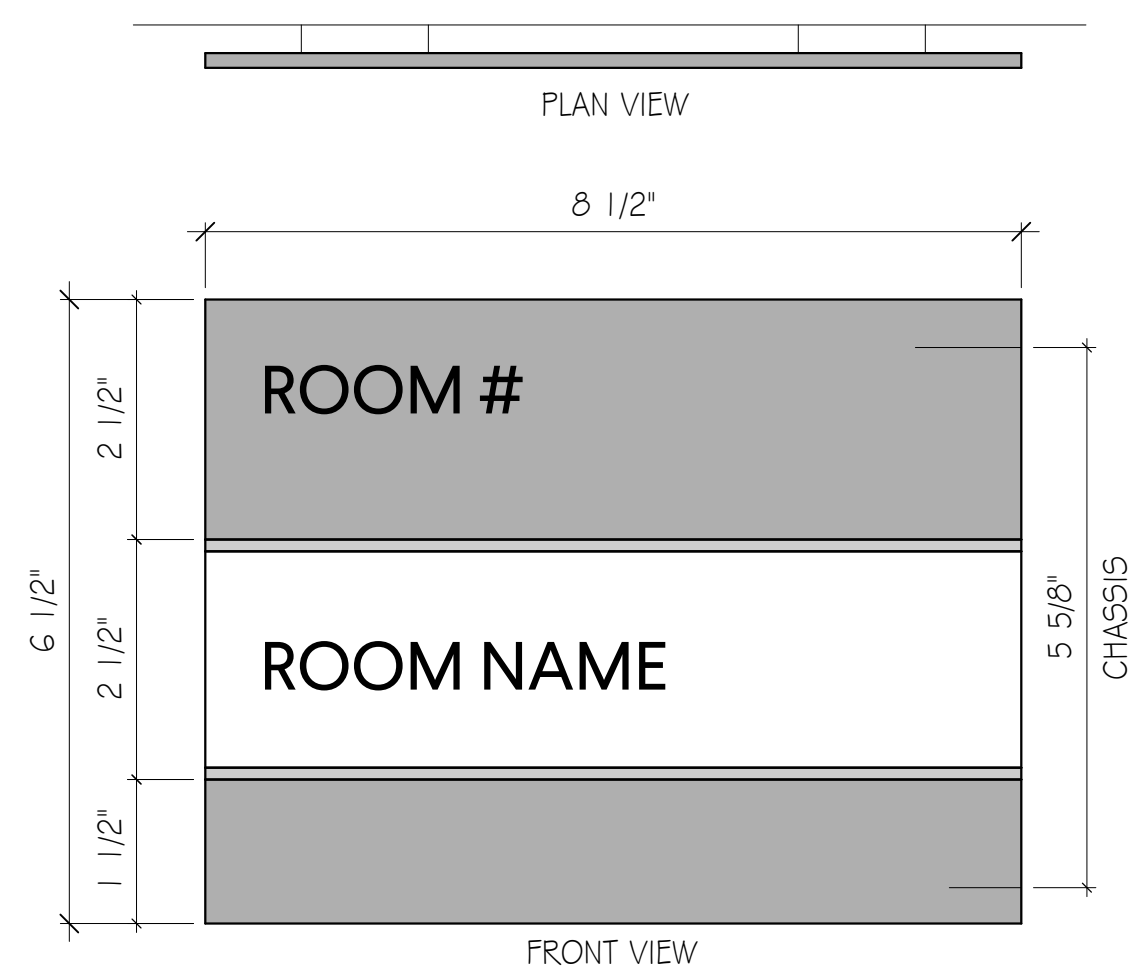 PLAN VIEW
8 1/2"
ROOM #
2 1/2"
6 1/2"
2 1/2"
ROOM NAME
5 5/8"
CHASSIS
1 1/2"
FRONT VIEW